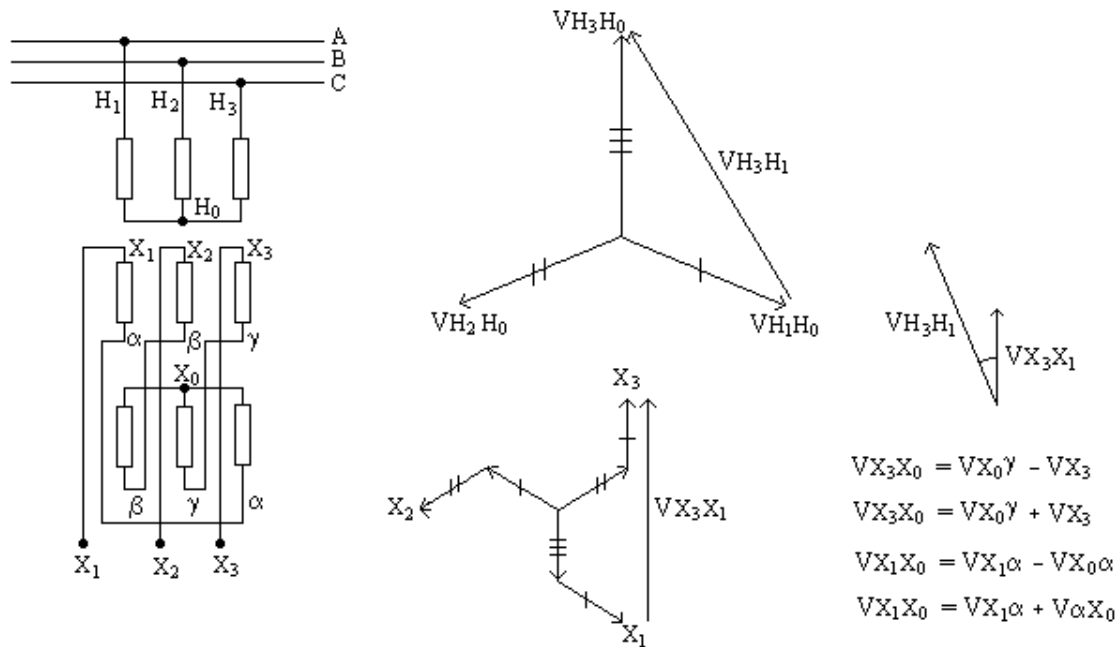 A
B
C
H₁ H₂ H₃
H₀
X₁ X₂ X₃
α β γ
X₀
β γ α
X₁ X₂ X₃
VH₃H₀
VH₃H₁
VH₂ H₀
VH₁H₀
VH₃H₁
VX₃X₁
X₃
X₂
VX₃X₁
X₁
VX₃X₀ = VX₀γ − VX₃
VX₃X₀ = VX₀γ + VX₃
VX₁X₀ = VX₁α − VX₀α
VX₁X₀ = VX₁α + VαX₀